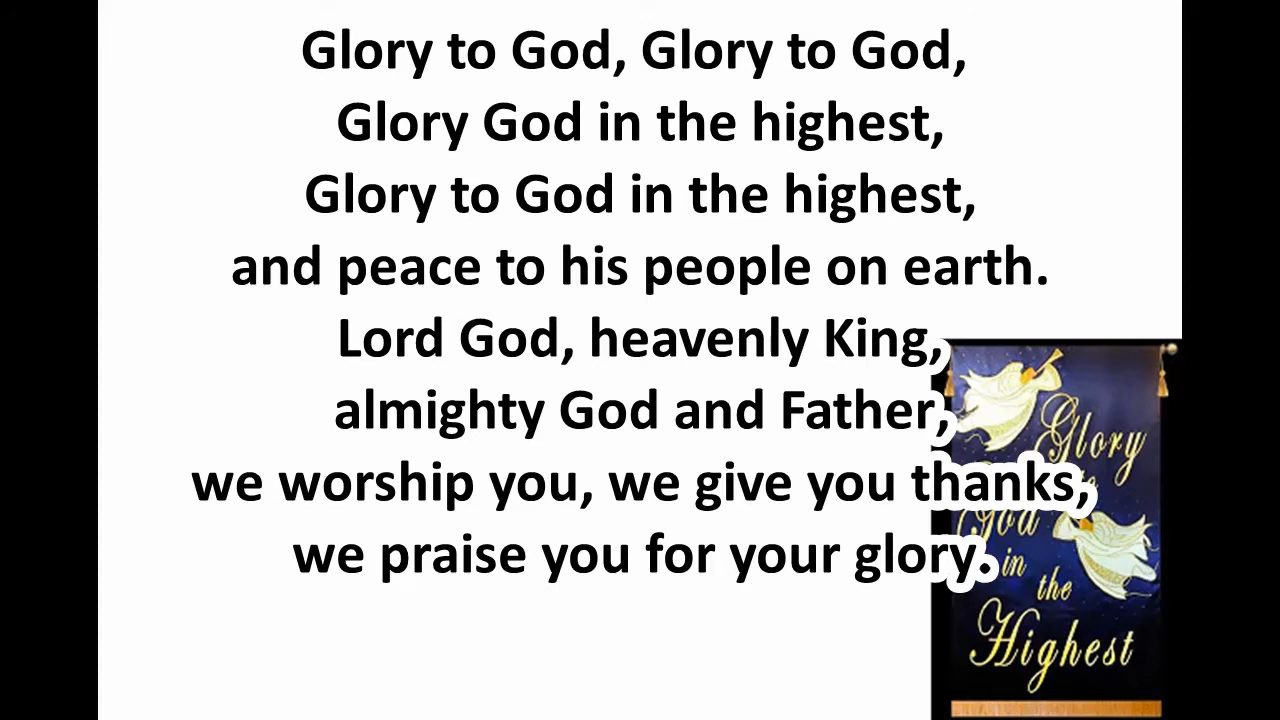 Glory to God, Glory to God,
Glory God in the highest,
Glory to God in the highest,
and peace to his people on earth.
Lord God, heavenly King,
almighty God and Father,
we worship you, we give you thanks,
we praise you for your glory.
Glory
God
in
the
Highest